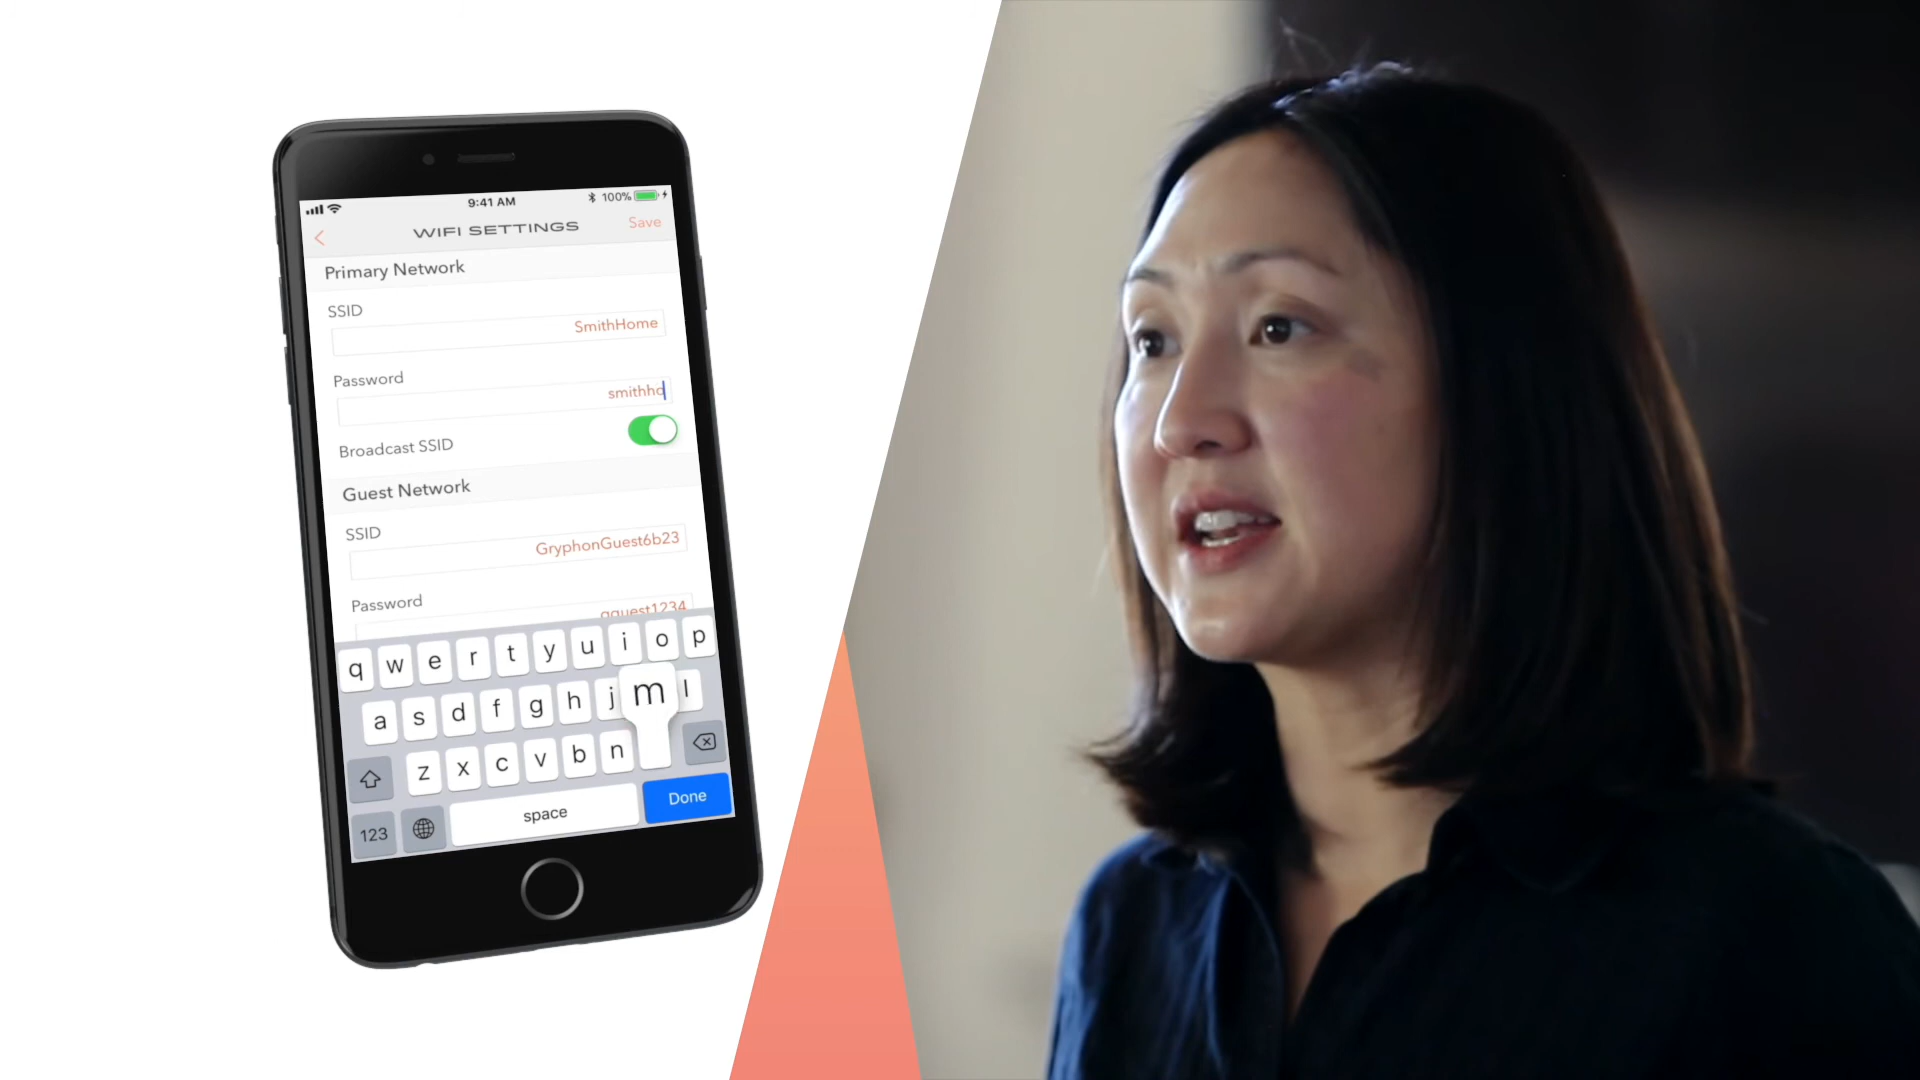 9:41 AM 100%
WIFI SETTINGS Save
Primary Network
SSID
SmithHome
Password
smithho
Broadcast SSID
Guest Network
SSID
GryphonGuest6b23
Password
gguest1234
q w e r t y u i o p
a s d f g h j l
z x c v b n m
123 space Done